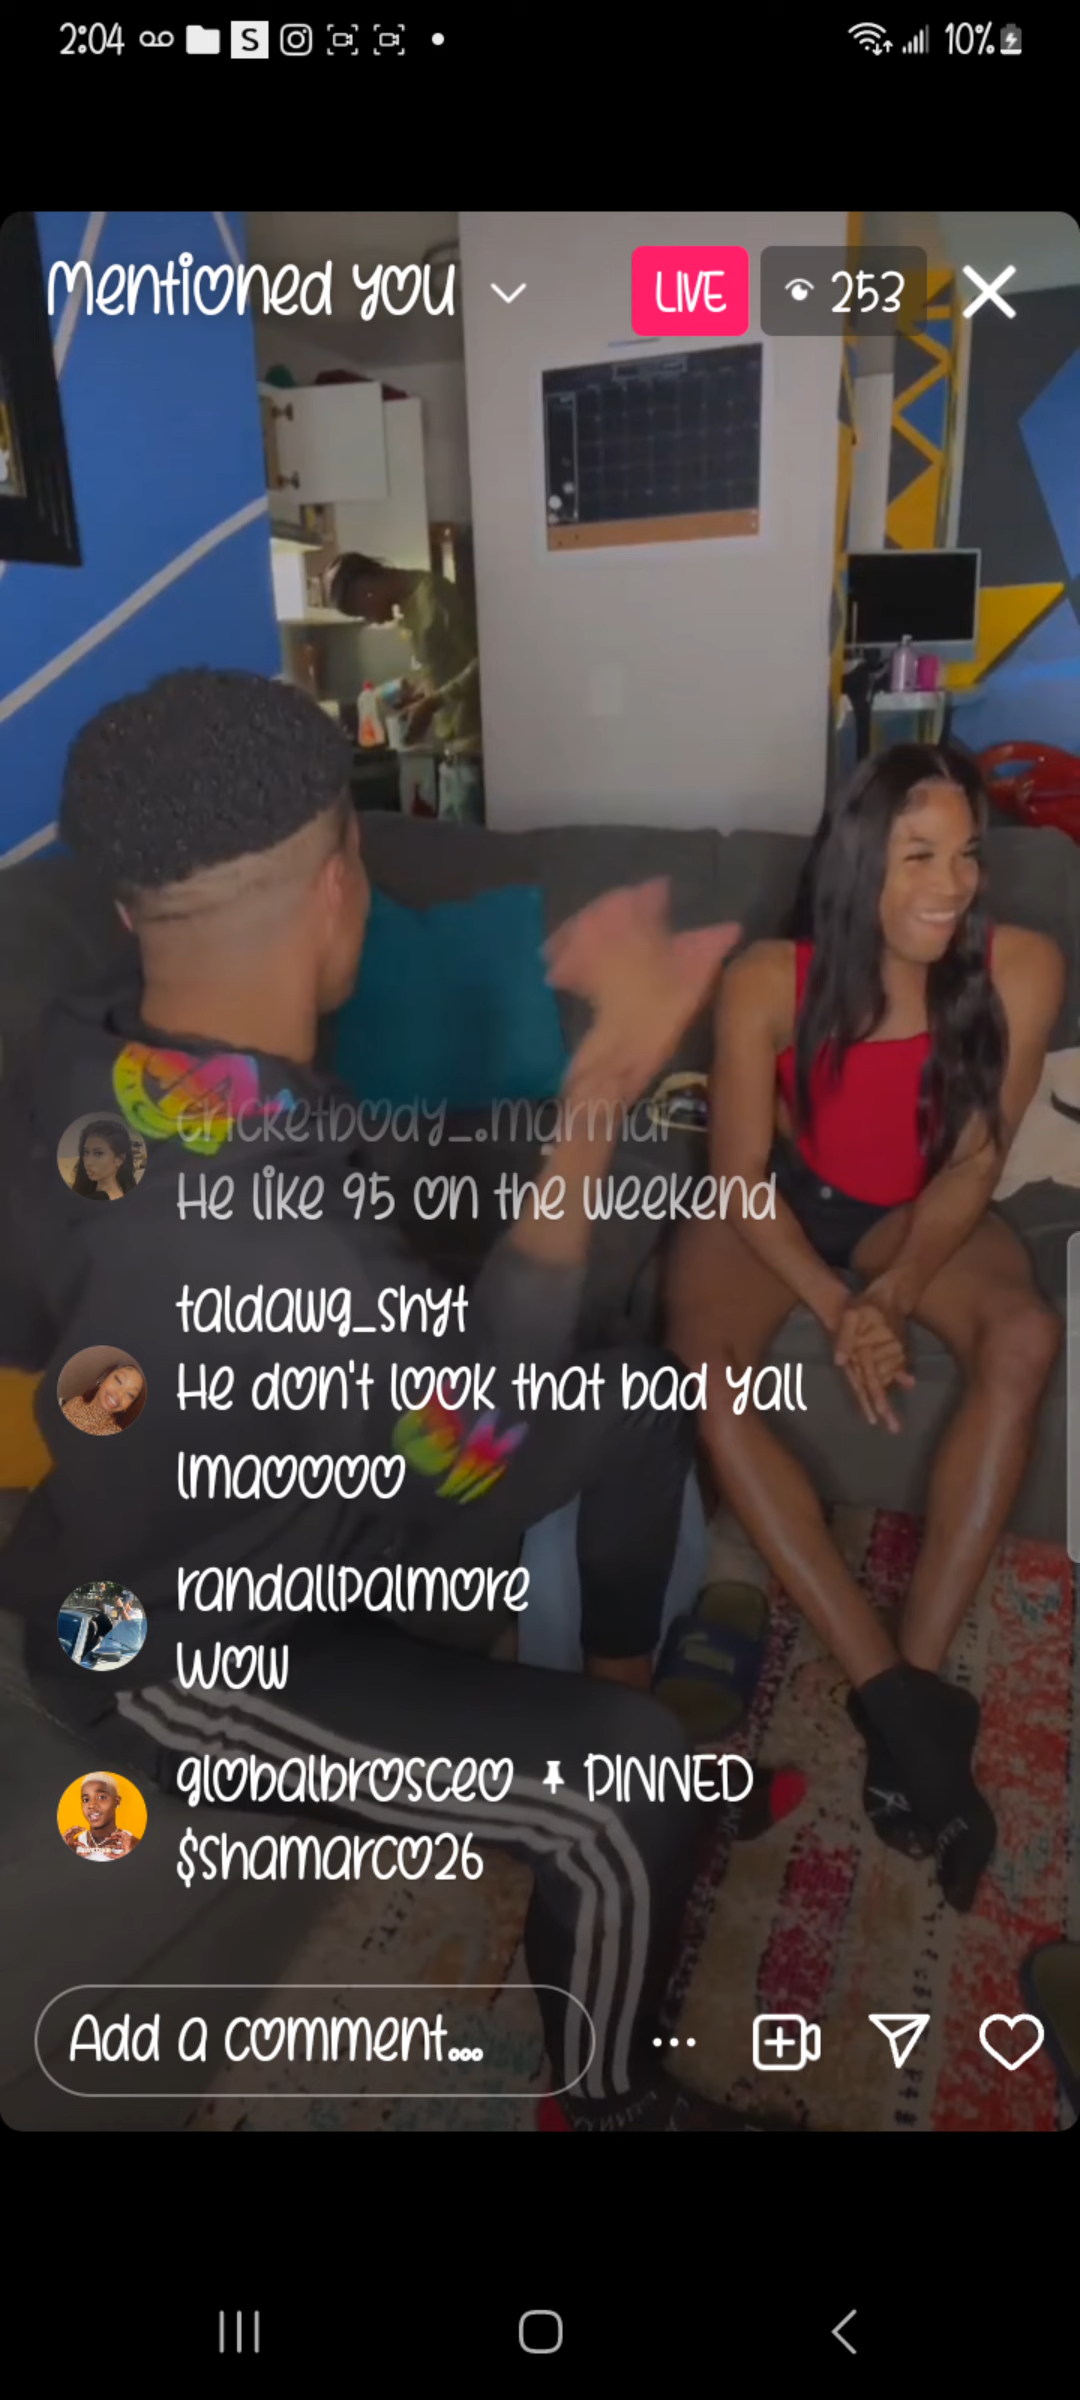 2:04
S
10%
Mentioned you
LIVE
253
cricketbody_.marmar
He like 95 on the weekend
taldawg_shyt
He don't look that bad yall
lmaoooo
randallpalmore
Wow
globalbrosceo PINNED
$shamarco26
Add a comment...